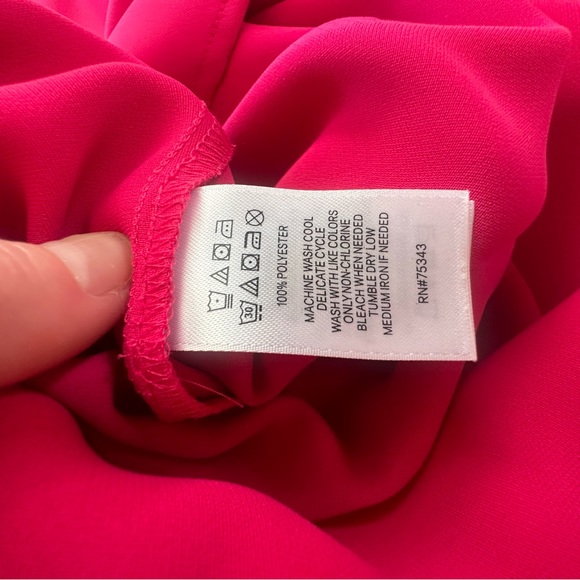 30
100% POLYESTER
MACHINE WASH COOL
DELICATE CYCLE
WASH WITH LIKE COLORS
ONLY NON-CHLORINE
BLEACH WHEN NEEDED
TUMBLE DRY LOW
MEDIUM IRON IF NEEDED
RN#75343